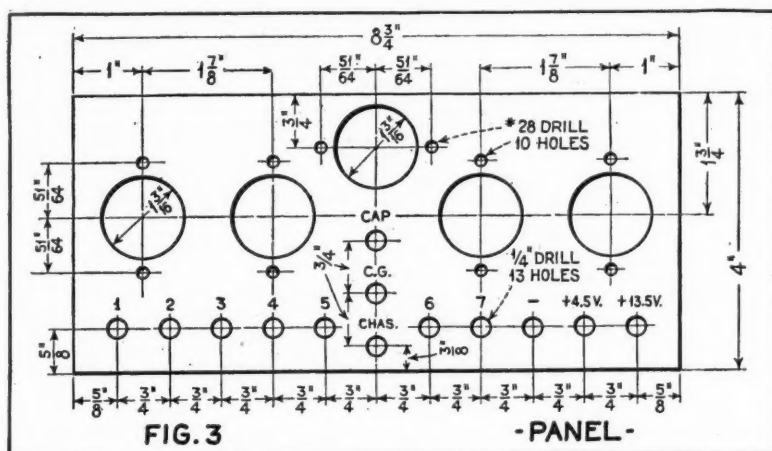 8 3/4"
1" 1 7/8" 51/64" 51/64" 1 7/8" 1"
3/4"
1 3/16"
#28 DRILL
10 HOLES
1 3/4"
51/64"
1 3/16"
CAP
51/64"
3/4"
C.G.
1/4" DRILL
13 HOLES
4"
1 2 3 4 5 CHAS. 6 7 – +4.5V. +13.5V.
5/8"
3/8"
5/8" 3/4" 3/4" 3/4" 3/4" 3/4" 3/4" 3/4" 3/4" 3/4" 3/4" 5/8"
FIG. 3 -PANEL-